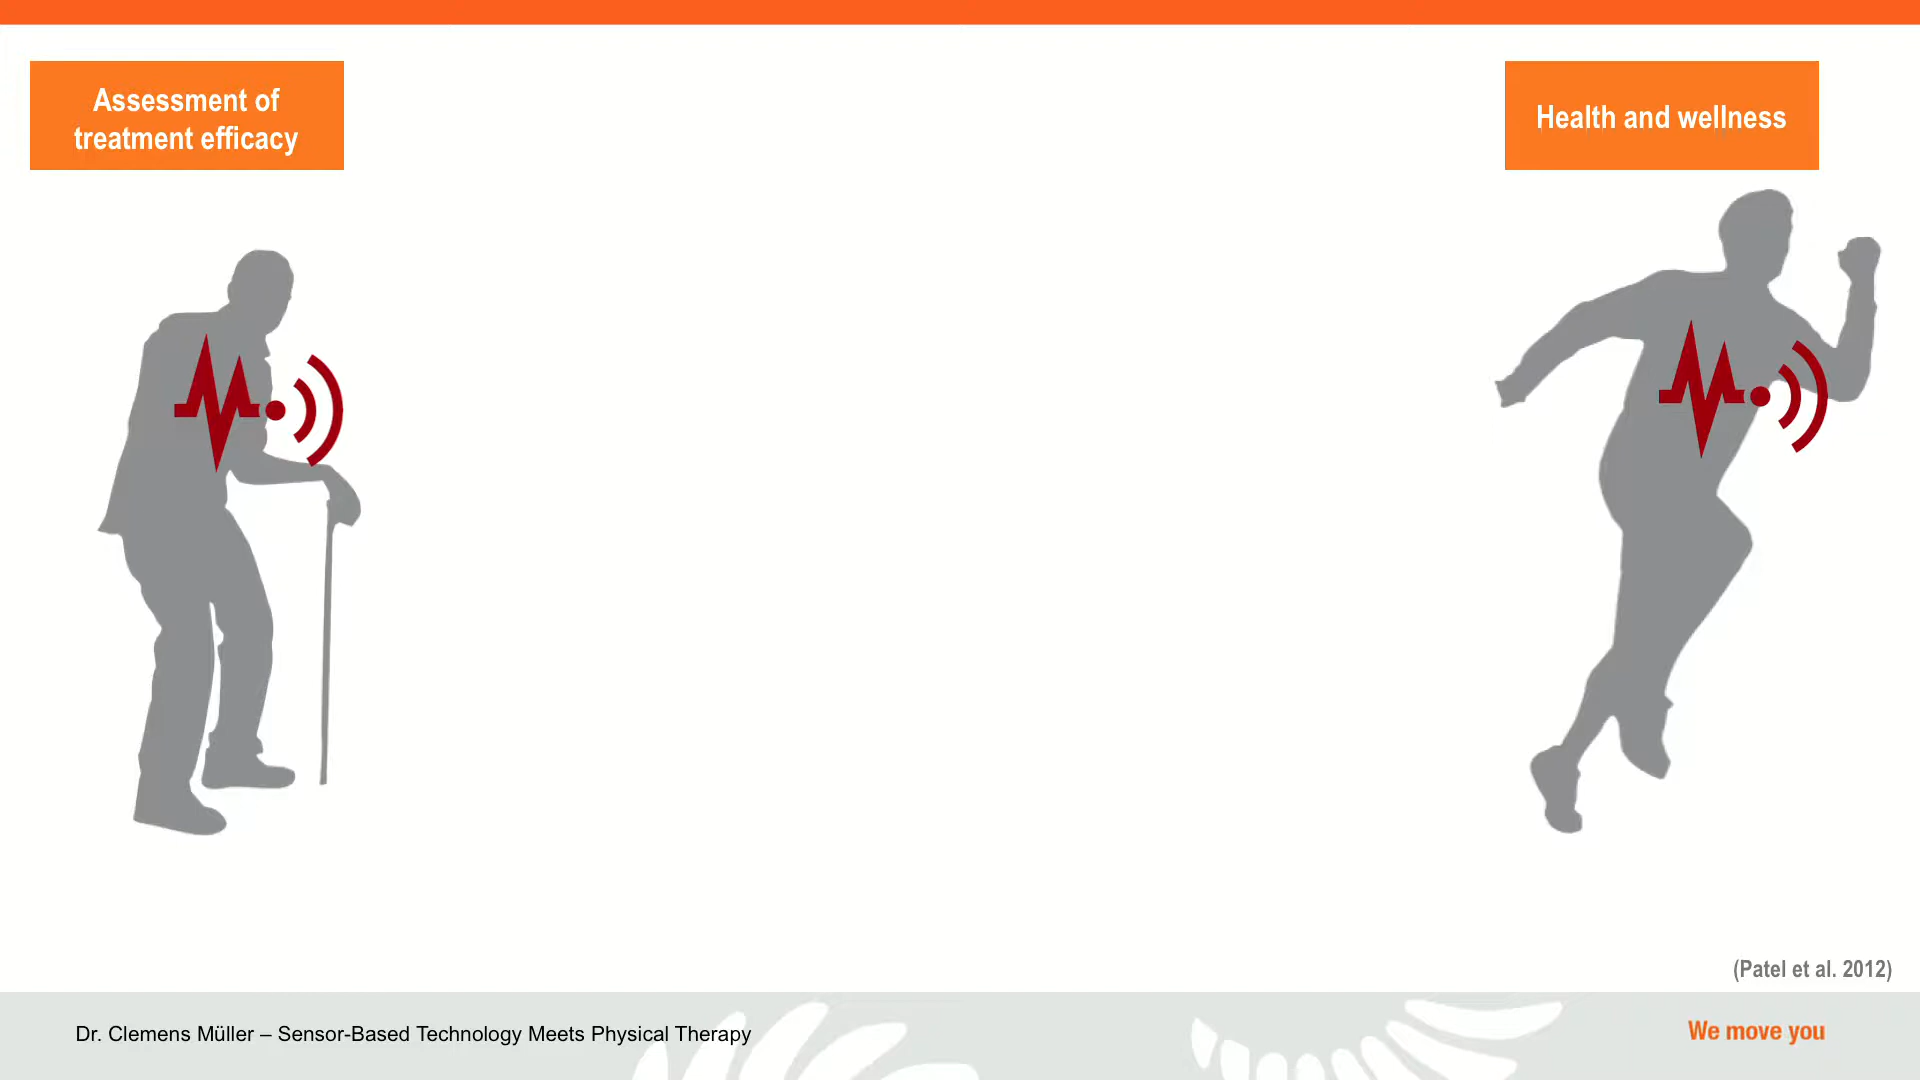 Assessment of
treatment efficacy
Health and wellness
(Patel et al. 2012)
Dr. Clemens Müller – Sensor-Based Technology Meets Physical Therapy
We move you